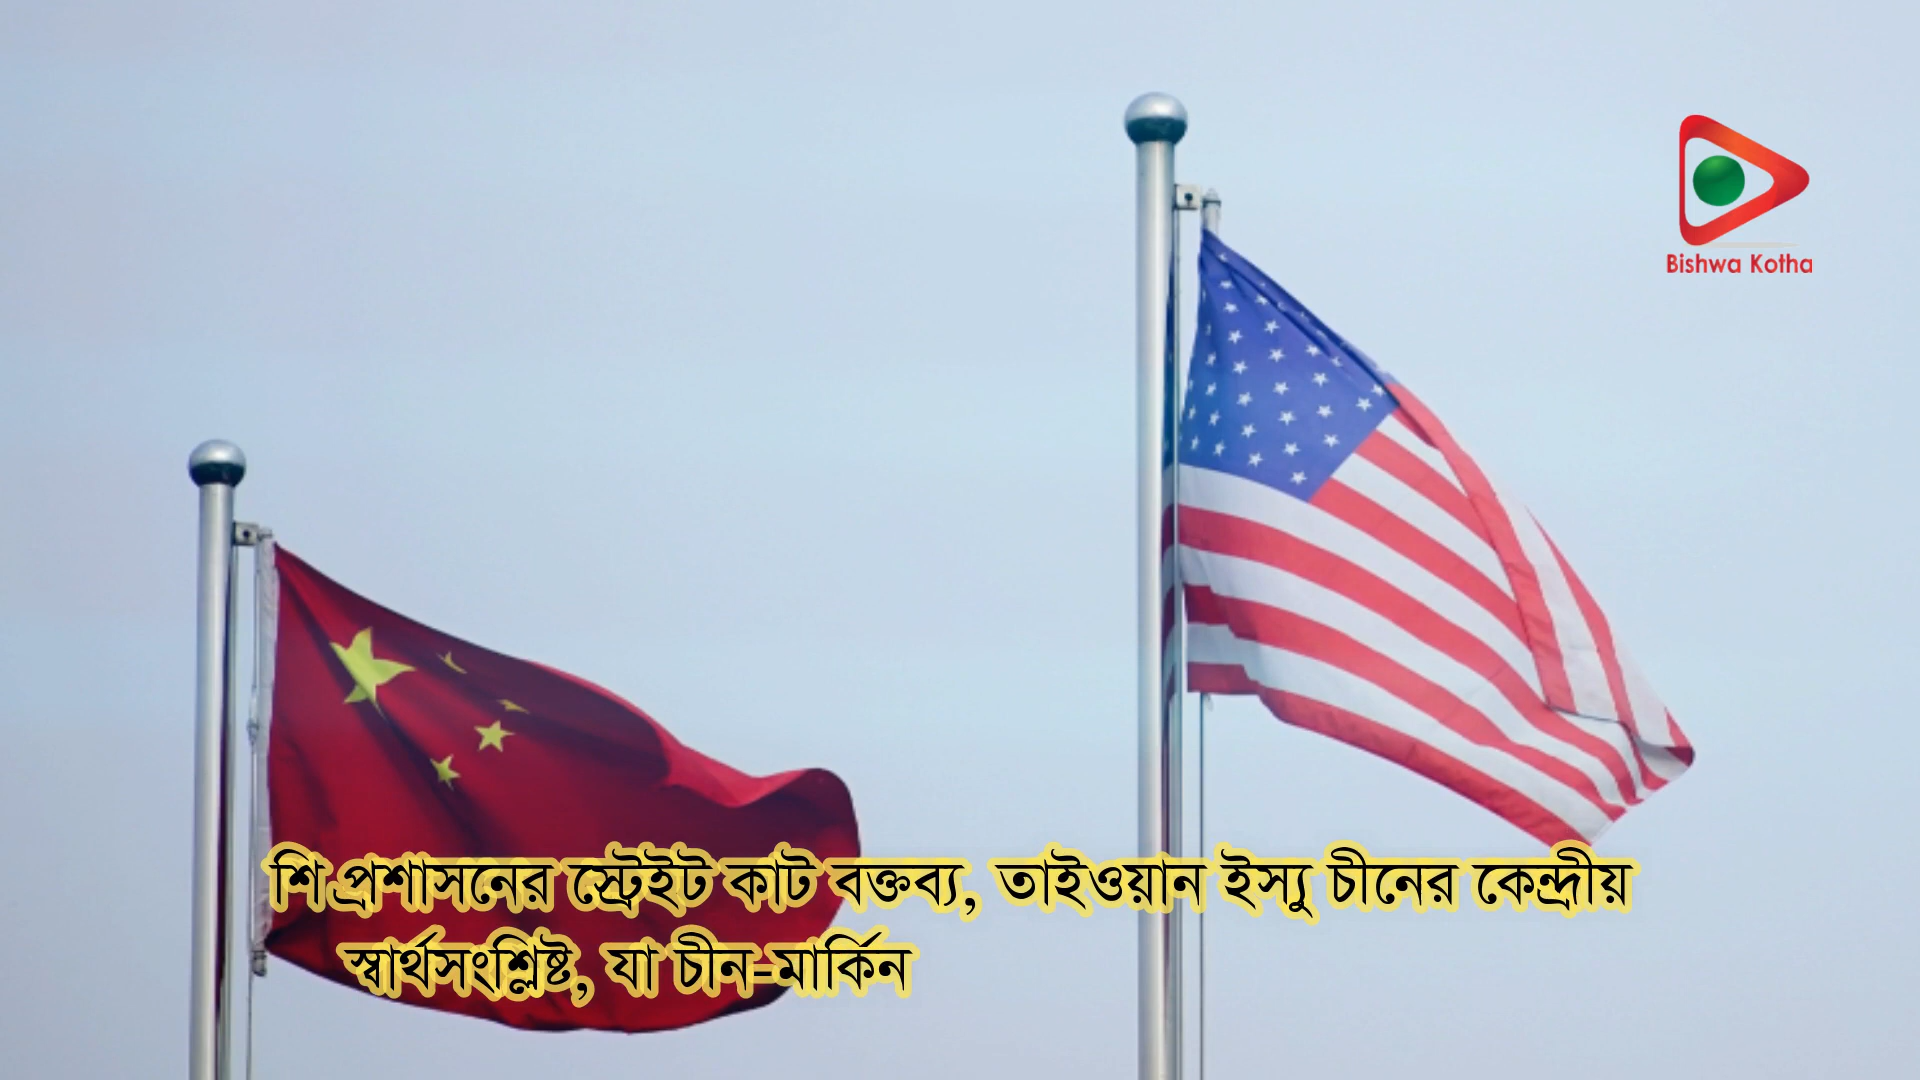 Bishwa Kotha
শি প্রশাসনের স্ট্রেইট কাট বক্তব্য, তাইওয়ান ইস্যু চীনের কেন্দ্রীয়
স্বার্থসংশ্লিষ্ট, যা চীন-মার্কিন